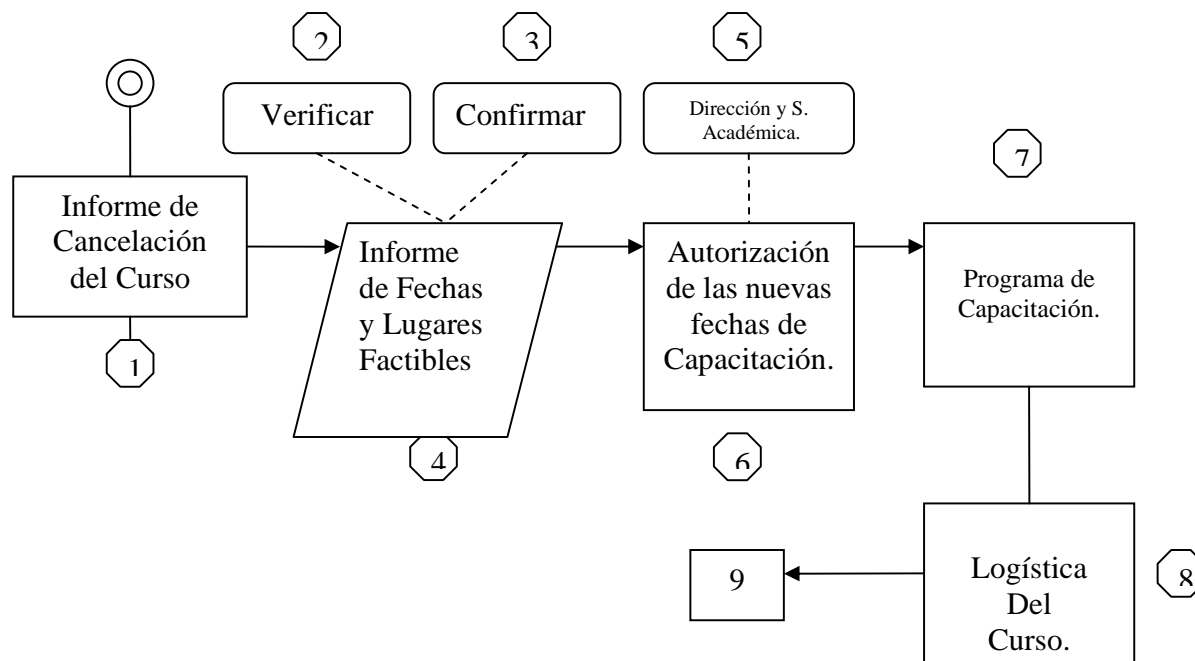 2
3
5
Verificar
Confirmar
Dirección y S.
Académica.
7
Informe de
Cancelación
del Curso
Informe
de Fechas
y Lugares
Factibles
Autorización
de las nuevas
fechas de
Capacitación.
Programa de
Capacitación.
1
4
6
9
Logística
Del
Curso.
8